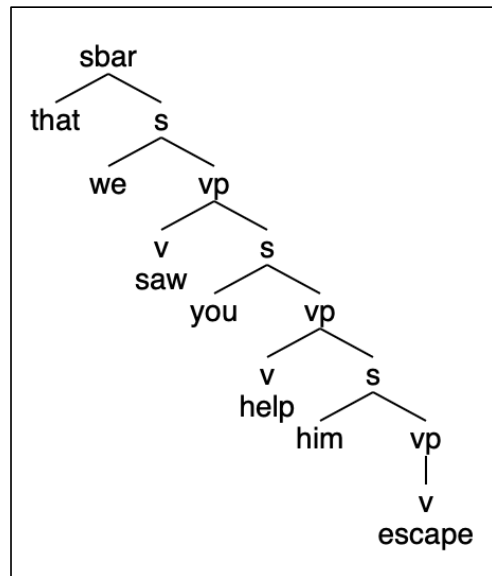 sbar
that s
we vp
v s
saw
you vp
v s
help
him vp
v
escape